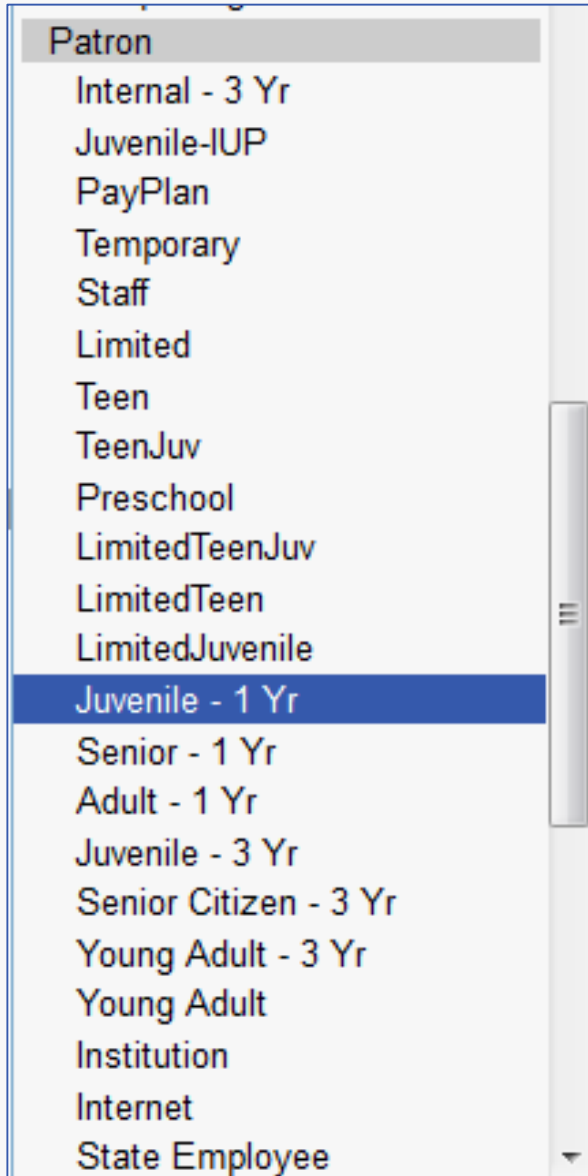 Patron
Internal - 3 Yr
Juvenile-IUP
PayPlan
Temporary
Staff
Limited
Teen
TeenJuv
Preschool
LimitedTeenJuv
LimitedTeen
LimitedJuvenile
Juvenile - 1 Yr
Senior - 1 Yr
Adult - 1 Yr
Juvenile - 3 Yr
Senior Citizen - 3 Yr
Young Adult - 3 Yr
Young Adult
Institution
Internet
State Employee